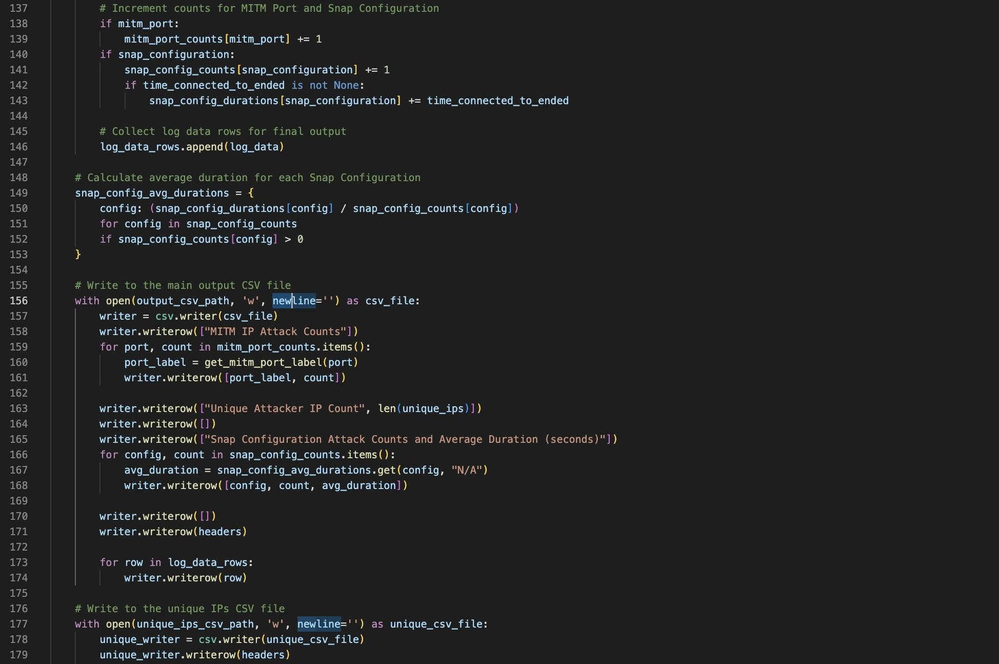 137 # Increment counts for MITM Port and Snap Configuration
138 if mitm_port:
139 mitm_port_counts[mitm_port] += 1
140 if snap_configuration:
141 snap_config_counts[snap_configuration] += 1
142 if time_connected_to_ended is not None:
143 snap_config_durations[snap_configuration] += time_connected_to_ended
144
145 # Collect log data rows for final output
146 log_data_rows.append(log_data)
147
148 # Calculate average duration for each Snap Configuration
149 snap_config_avg_durations = {
150 config: (snap_config_durations[config] / snap_config_counts[config])
151 for config in snap_config_counts
152 if snap_config_counts[config] > 0
153 }
154
155 # Write to the main output CSV file
156 with open(output_csv_path, 'w', newline='') as csv_file:
157 writer = csv.writer(csv_file)
158 writer.writerow(["MITM IP Attack Counts"])
159 for port, count in mitm_port_counts.items():
160 port_label = get_mitm_port_label(port)
161 writer.writerow([port_label, count])
162
163 writer.writerow(["Unique Attacker IP Count", len(unique_ips)])
164 writer.writerow([])
165 writer.writerow(["Snap Configuration Attack Counts and Average Duration (seconds)"])
166 for config, count in snap_config_counts.items():
167 avg_duration = snap_config_avg_durations.get(config, "N/A")
168 writer.writerow([config, count, avg_duration])
169
170 writer.writerow([])
171 writer.writerow(headers)
172
173 for row in log_data_rows:
174 writer.writerow(row)
175
176 # Write to the unique IPs CSV file
177 with open(unique_ips_csv_path, 'w', newline='') as unique_csv_file:
178 unique_writer = csv.writer(unique_csv_file)
179 unique_writer.writerow(headers)